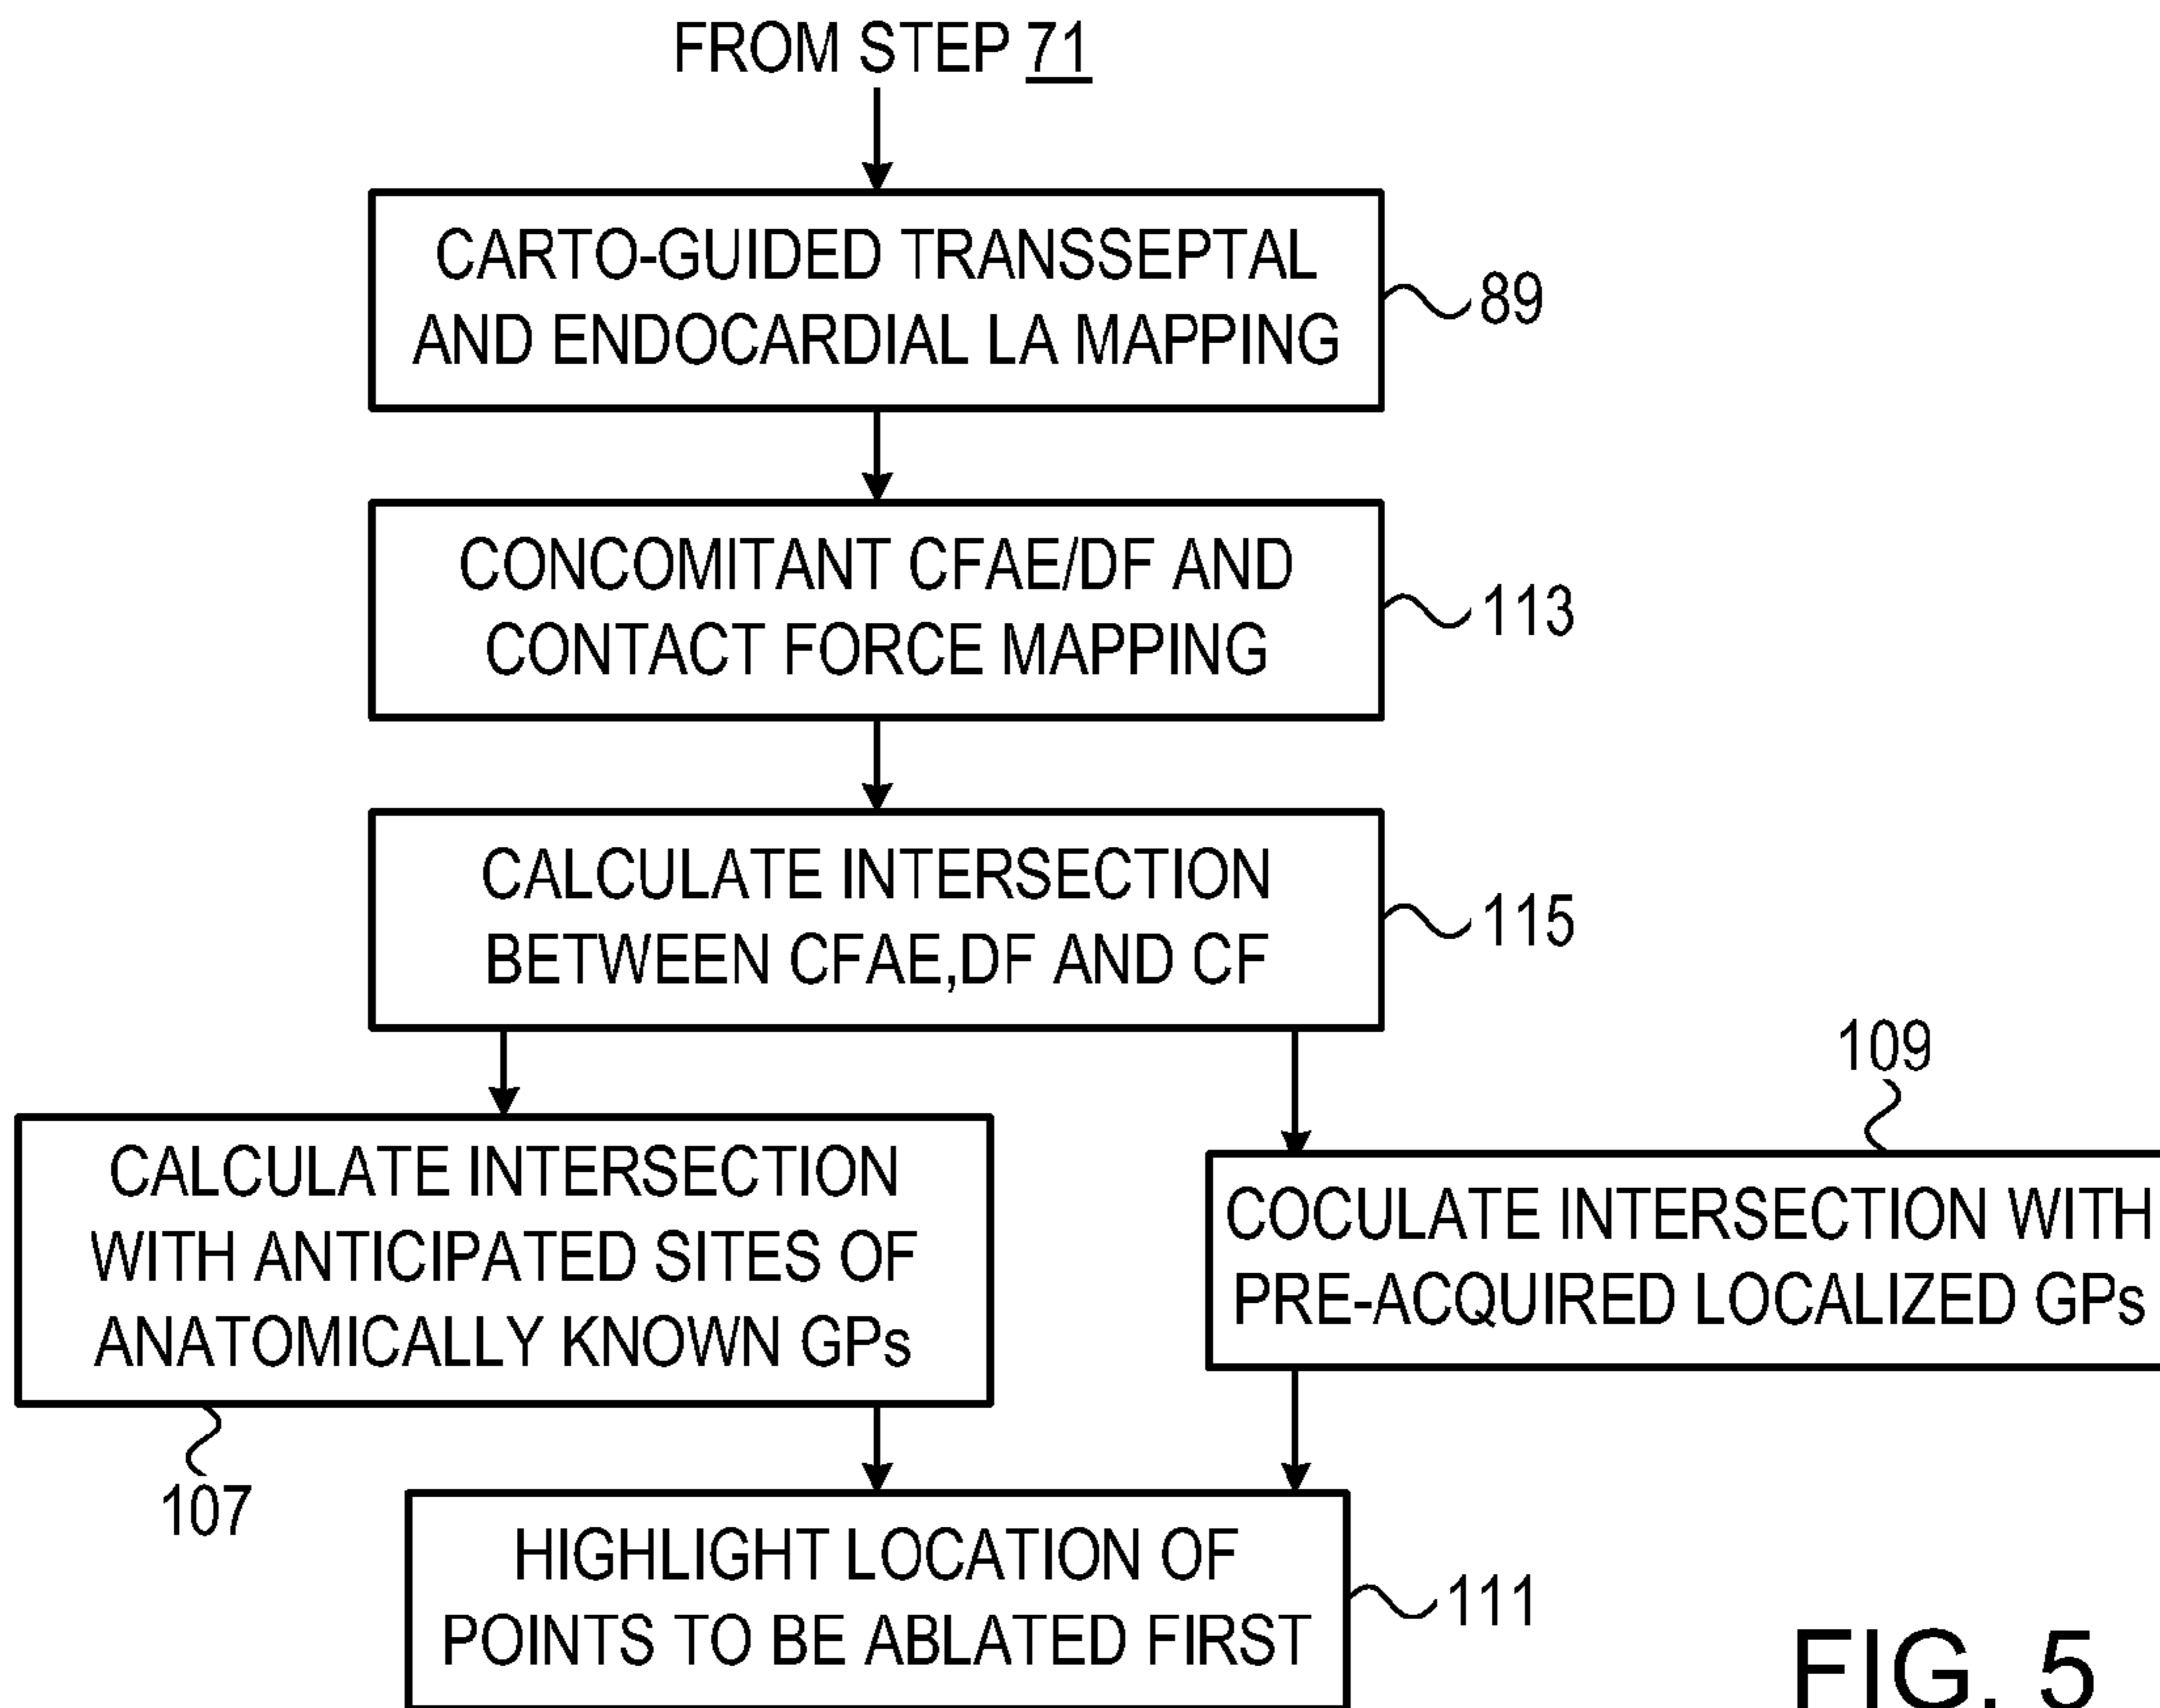 FROM STEP 71
CARTO-GUIDED TRANSSEPTAL
AND ENDOCARDIAL LA MAPPING
89
CONCOMITANT CFAE/DF AND
CONTACT FORCE MAPPING
113
CALCULATE INTERSECTION
BETWEEN CFAE,DF AND CF
115
109
CALCULATE INTERSECTION
WITH ANTICIPATED SITES OF
ANATOMICALLY KNOWN GPs
COCULATE INTERSECTION WITH
PRE-ACQUIRED LOCALIZED GPs
107
HIGHLIGHT LOCATION OF
POINTS TO BE ABLATED FIRST
111
FIG. 5